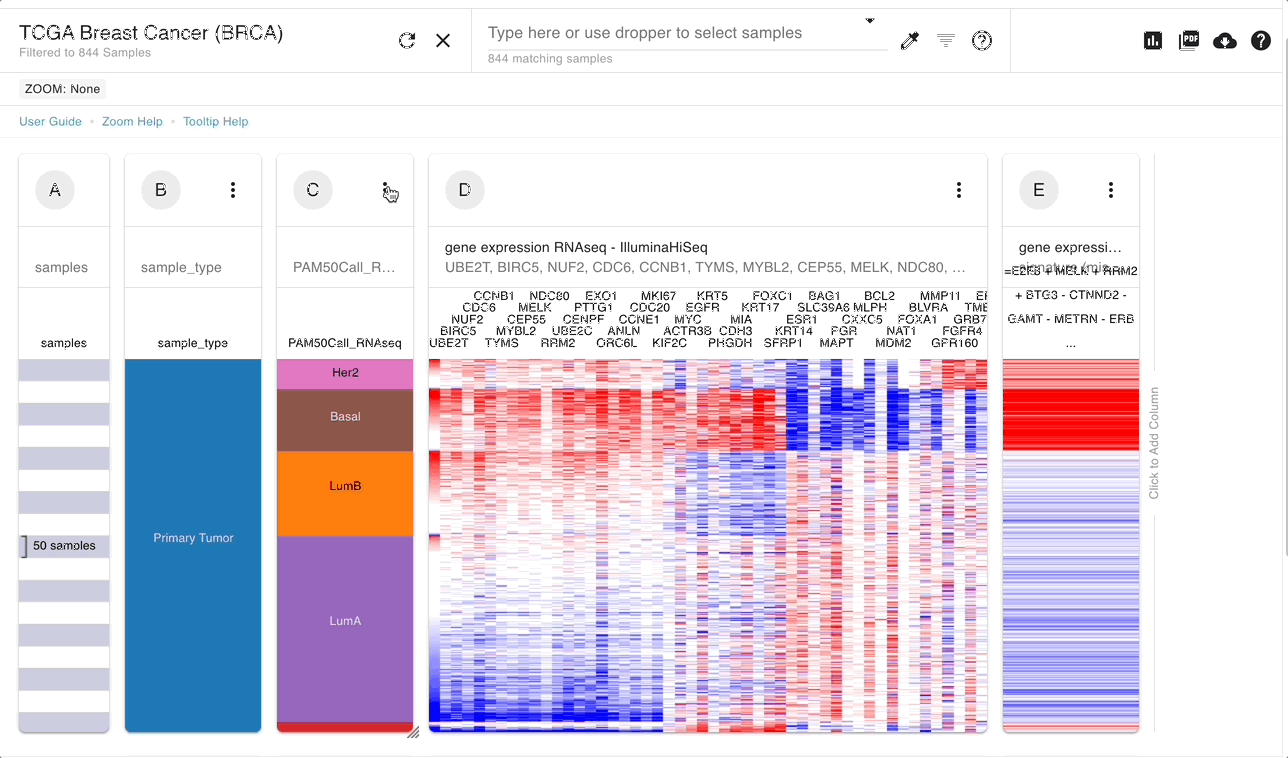 TCGA Breast Cancer (BRCA)
Filtered to 844 Samples
Type here or use dropper to select samples
844 matching samples
PDF
ZOOM: None
User Guide • Zoom Help • Tooltip Help
A
B
C
D
E
samples
sample_type
PAM50Call_R...
gene expression RNAseq - IlluminaHiSeq
UBE2T, BIRC5, NUF2, CDC6, CCNB1, TYMS, MYBL2, CEP55, MELK, NDC80, ...
gene expressi...
=EZH2 + MELK + RRM2
+ BTG3 - CTNND2 -
GAMT - METRN - ERB
...
samples
sample_type
PAM50Call_RNAseq
CCNB1 NDC80 EXO1 MKI67 KRT5 FOXC1 BAG1 BCL2 MMP11
CDC6 MELK PTTG1 CDC20 EGFR KRT17 SLC39A6 MLPH BLVRA
NUF2 CEP55 CENPF CCNE1 MYC MIA ESR1 CXXC5 FOXA1 GRB7
BIRC5 MYBL2 UBE2C ANLN ACTR3B CDH3 KRT14 PGR NAT1 FGFR4
UBE2T TYMS RRM2 ORC6L KIF2C PHGDH SFRP1 MAPT MDM2 GPR160
Her2
Basal
LumB
LumA
Primary Tumor
50 samples
Click to Add Column